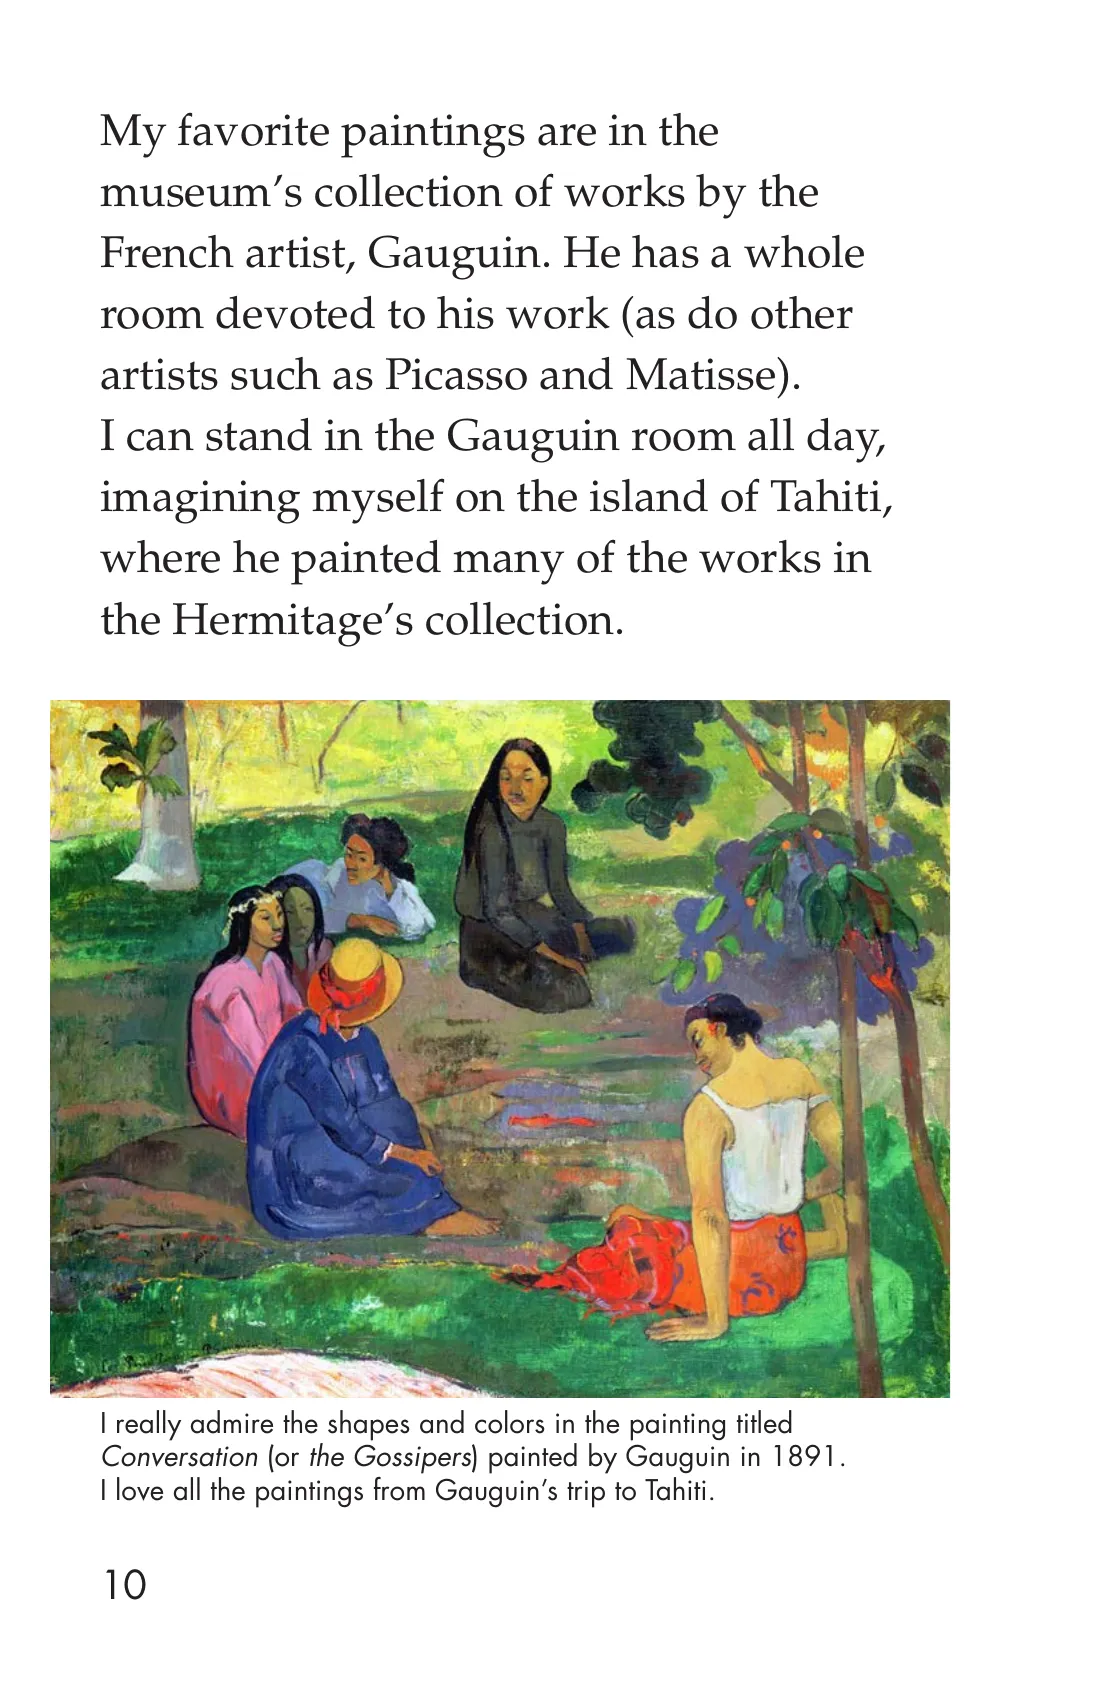 My favorite paintings are in the
museum’s collection of works by the
French artist, Gauguin. He has a whole
room devoted to his work (as do other
artists such as Picasso and Matisse).
I can stand in the Gauguin room all day,
imagining myself on the island of Tahiti,
where he painted many of the works in
the Hermitage’s collection.
I really admire the shapes and colors in the painting titled
Conversation (or the Gossipers) painted by Gauguin in 1891.
I love all the paintings from Gauguin’s trip to Tahiti.
10